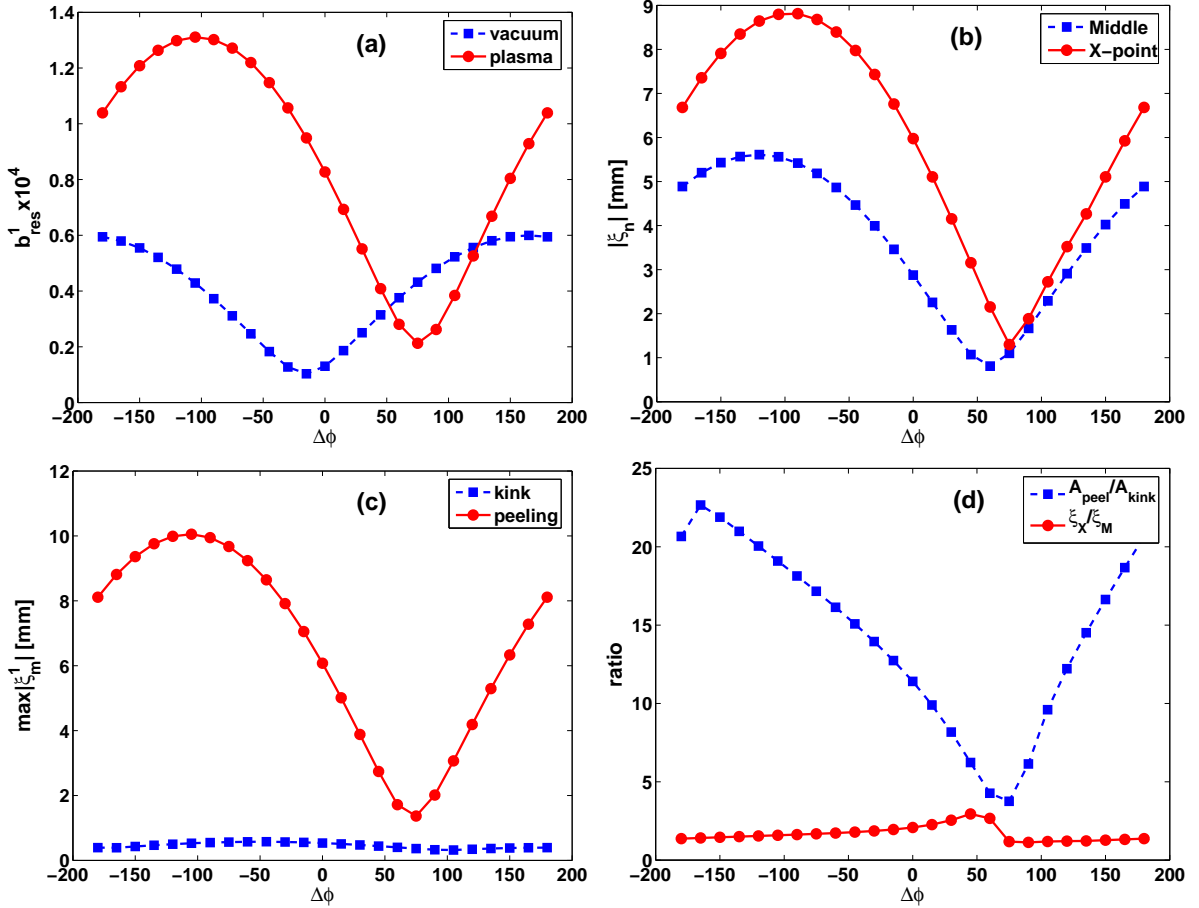 (a)
vacuum
plasma
1.4
1.2
1
0.8
0.6
0.4
0.2
0
b¹res x10⁴
−200 −150 −100 −50 0 50 100 150 200
Δϕ
(b)
Middle
X−point
9
8
7
6
5
4
3
2
1
0
|ξn| [mm]
−200 −150 −100 −50 0 50 100 150 200
Δϕ
(c)
kink
peeling
12
10
8
6
4
2
0
max|ξ¹m| [mm]
−200 −150 −100 −50 0 50 100 150 200
Δϕ
(d)
Apeel/Akink
ξX/ξM
25
20
15
10
5
0
ratio
−200 −150 −100 −50 0 50 100 150 200
Δϕ